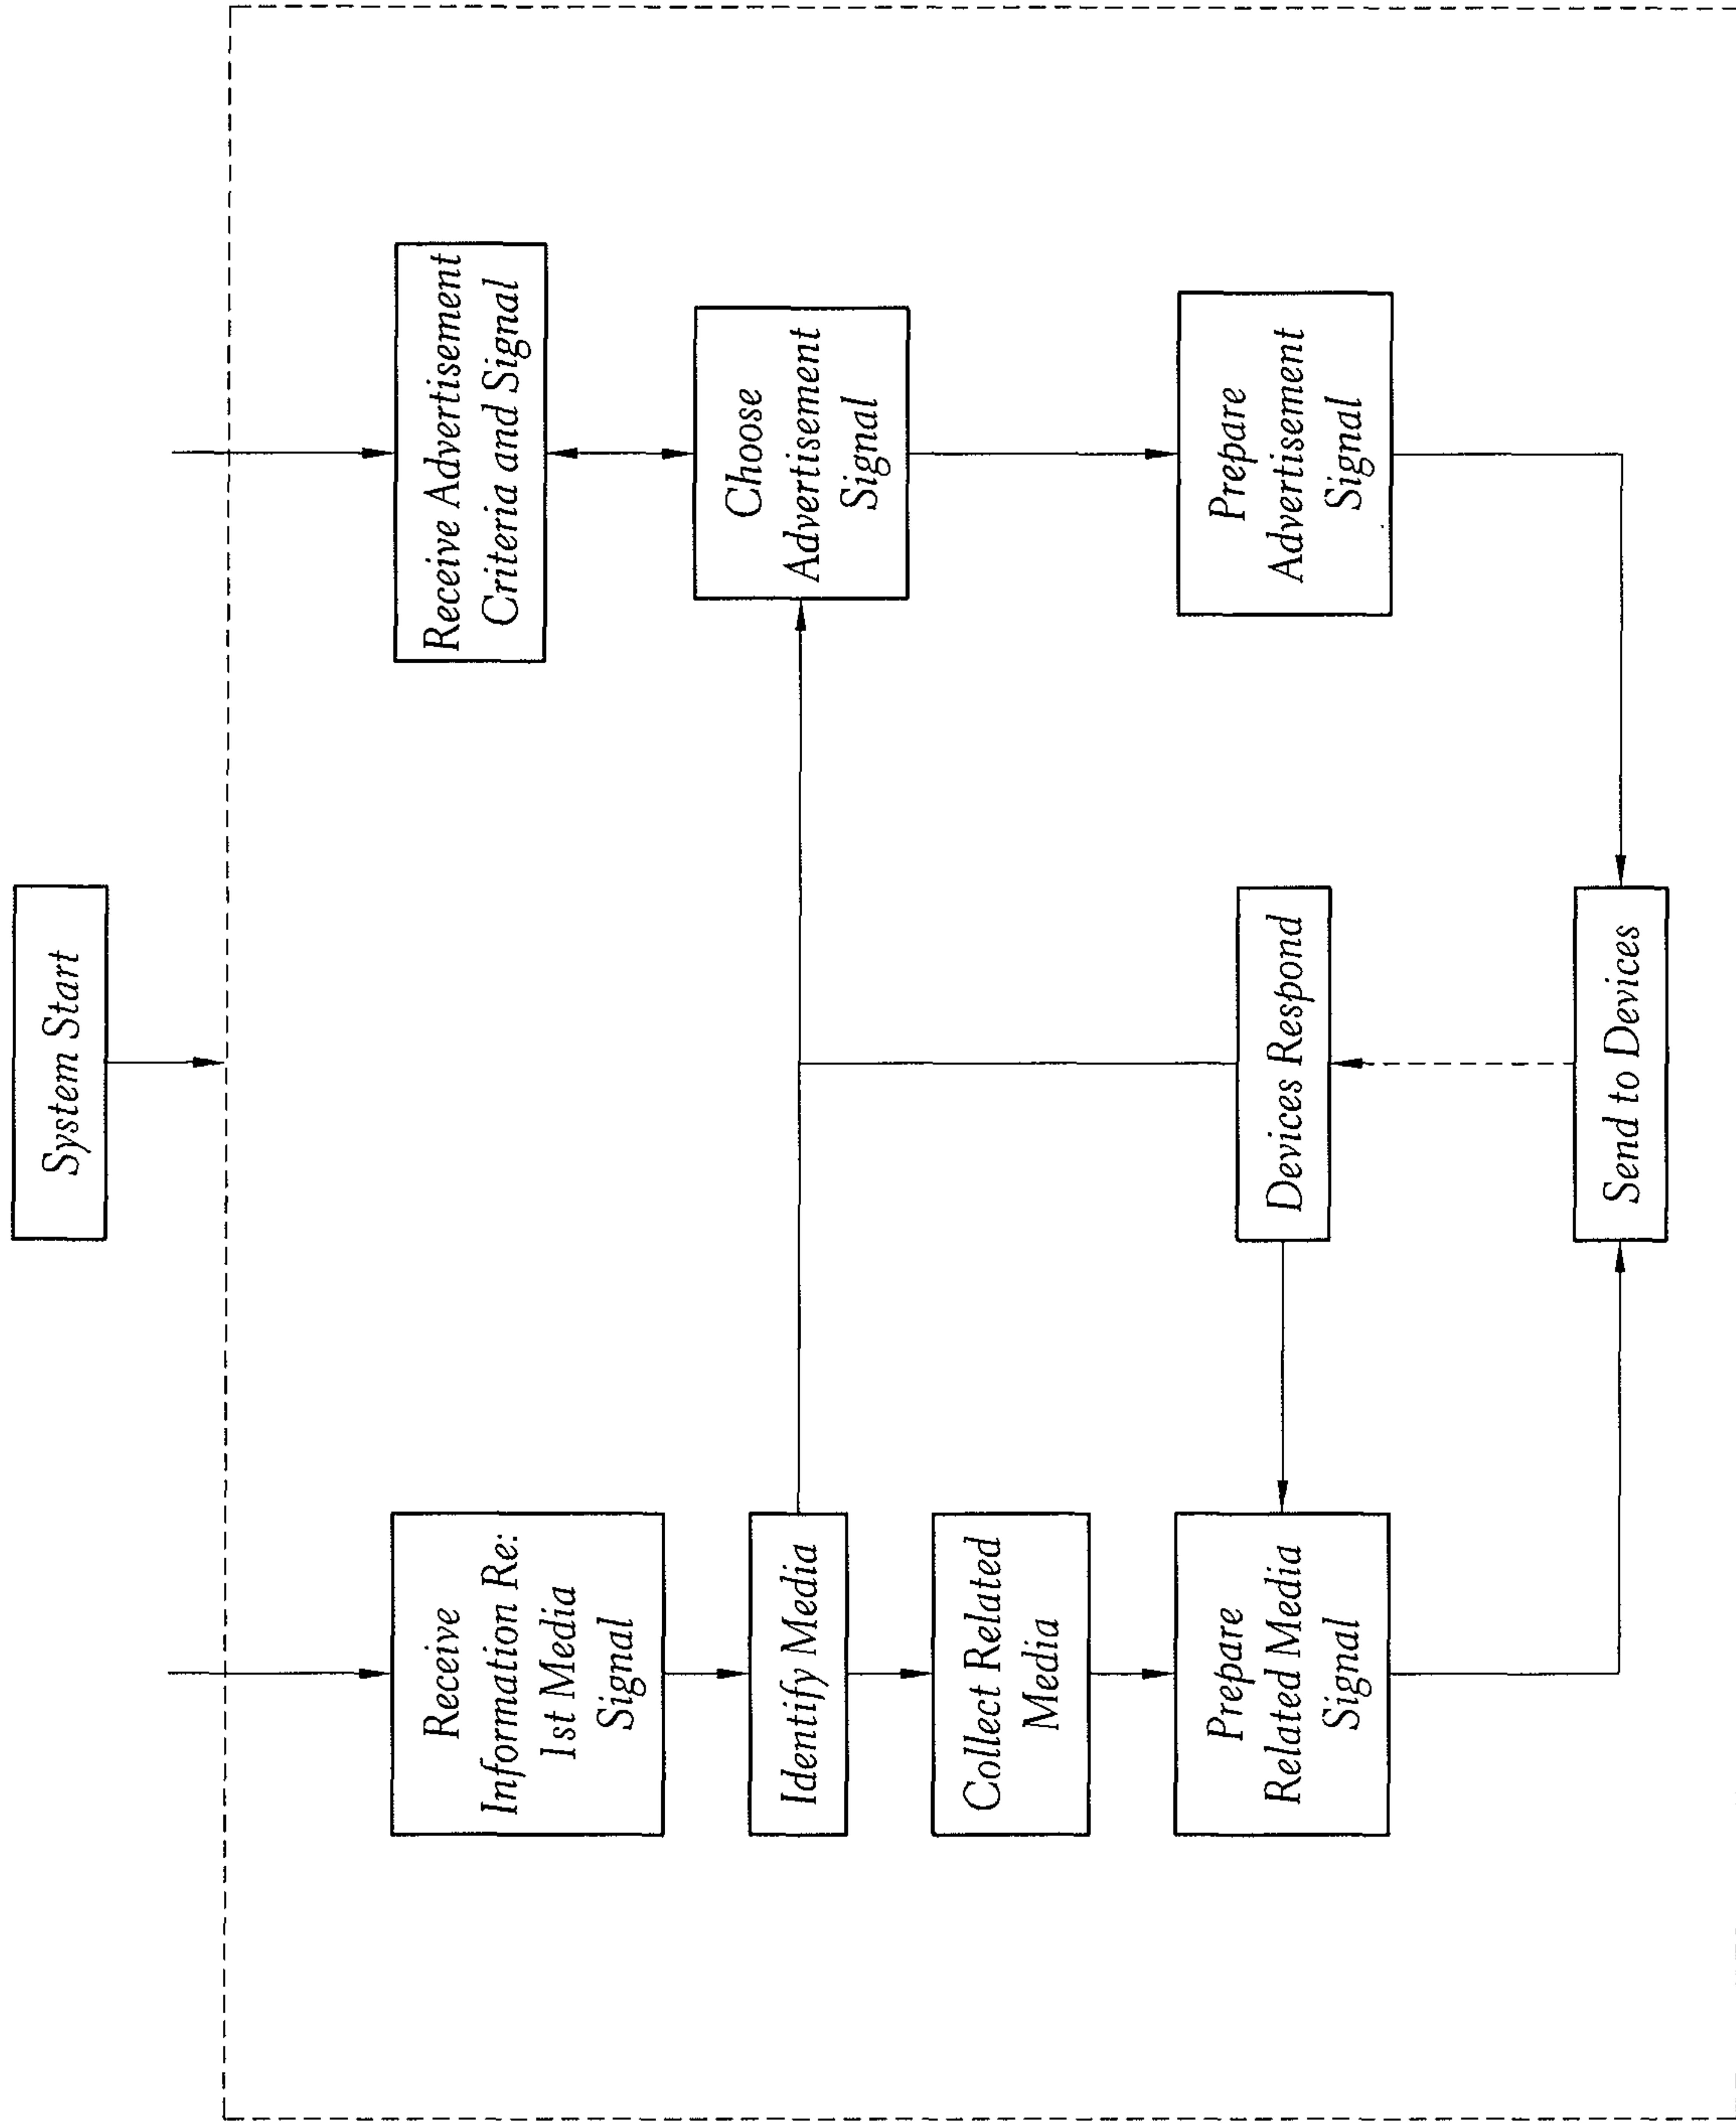 System Start
Receive
Information Re:
1st Media
Signal
Identify Media
Collect Related
Media
Prepare
Related Media
Signal
Devices Respond
Send to Devices
Receive Advertisement
Criteria and Signal
Choose
Advertisement
Signal
Prepare
Advertisement
Signal